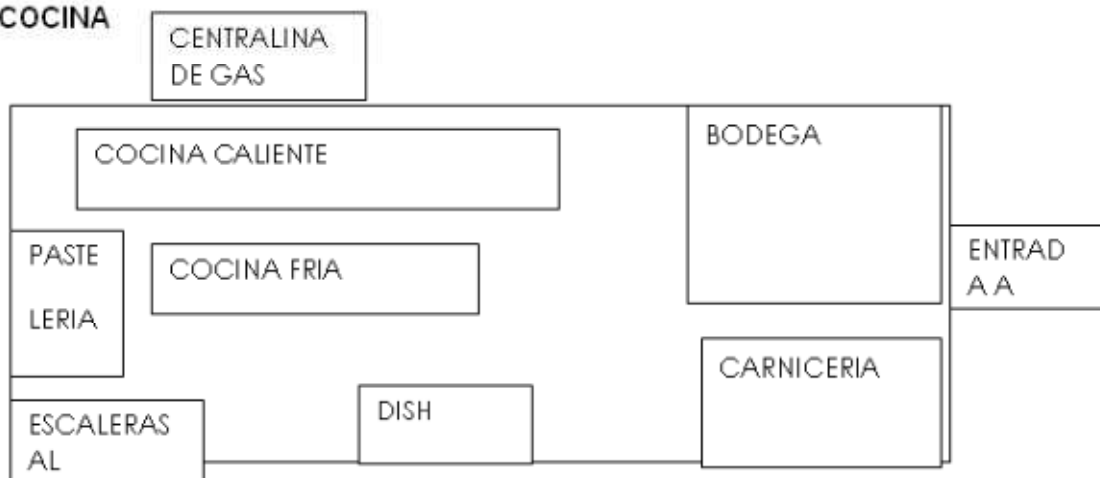 COCINA
CENTRALINA
DE GAS
COCINA CALIENTE
BODEGA
PASTE
LERIA
COCINA FRIA
ENTRAD
A A
CARNICERIA
ESCALERAS
AL
DISH